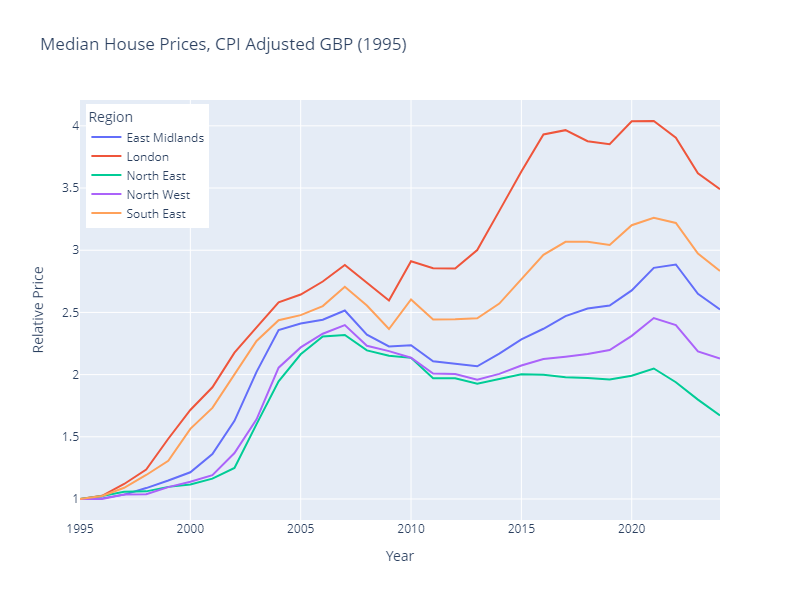 Median House Prices, CPI Adjusted GBP (1995)
Region
East Midlands
London
North East
North West
South East
4
3.5
3
2.5
2
1.5
1
Relative Price
1995 2000 2005 2010 2015 2020
Year